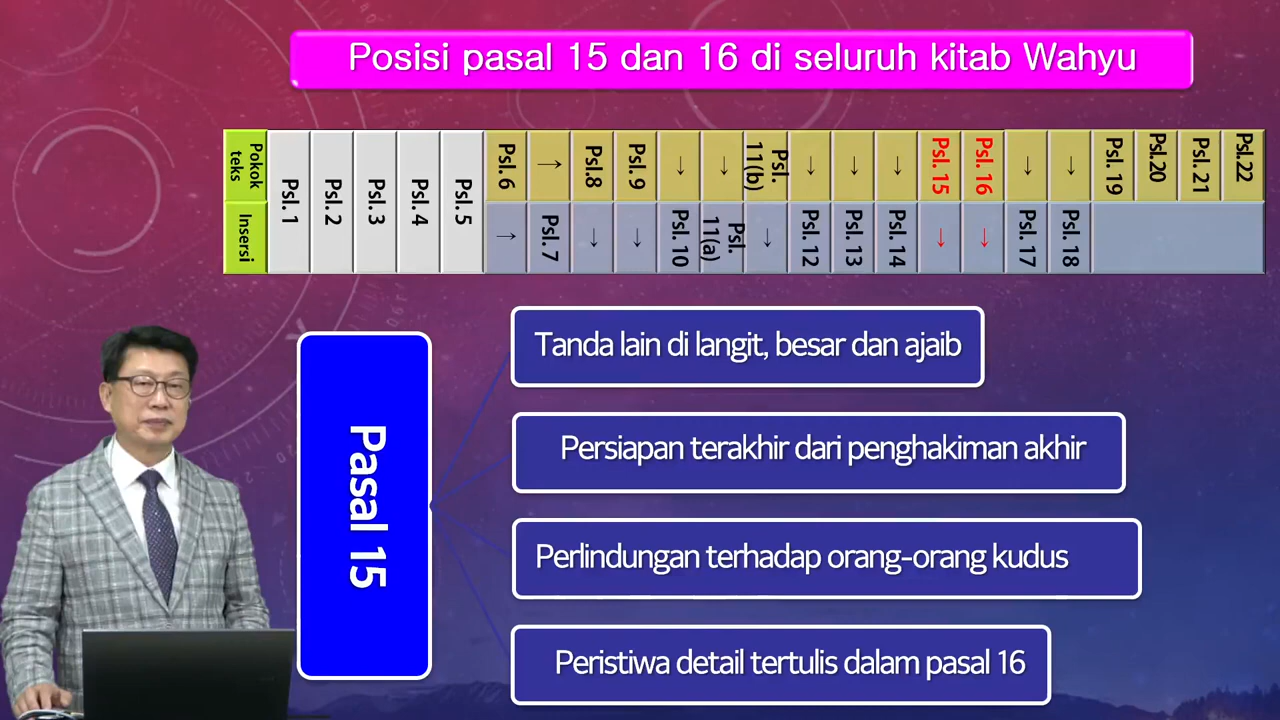 Posisi pasal 15 dan 16 di seluruh kitab Wahyu
Pokok teks
Psl. 1
Psl. 2
Psl. 3
Psl. 4
Psl. 5
Psl. 6
→
Psl.8
Psl. 9
→
→
Psl. 11(b)
→
→
→
Psl. 15
Psl. 16
→
→
Psl. 19
Psl.20
Psl. 21
Psl.22
Insersi
→
Psl. 7
→
→
Psl. 10
Psl. 11(a)
→
Psl. 12
Psl. 13
Psl. 14
→
→
Psl. 17
Psl. 18
Pasal 15
Tanda lain di langit, besar dan ajaib
Persiapan terakhir dari penghakiman akhir
Perlindungan terhadap orang-orang kudus
Peristiwa detail tertulis dalam pasal 16